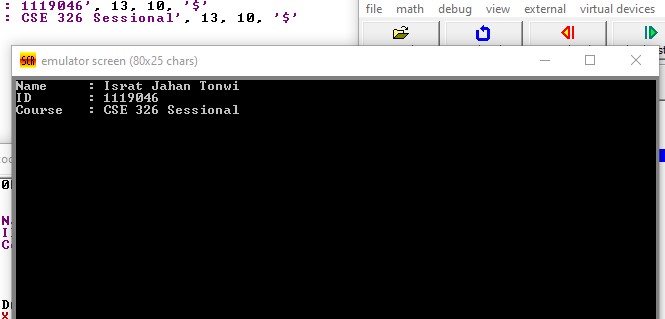 : 1119046', 13, 10, '$'
: CSE 326 Sessional', 13, 10, '$'
file math debug view external virtual devices
emulator screen (80x25 chars)
Name : Israt Jahan Tonwi
ID : 1119046
Course : CSE 326 Sessional